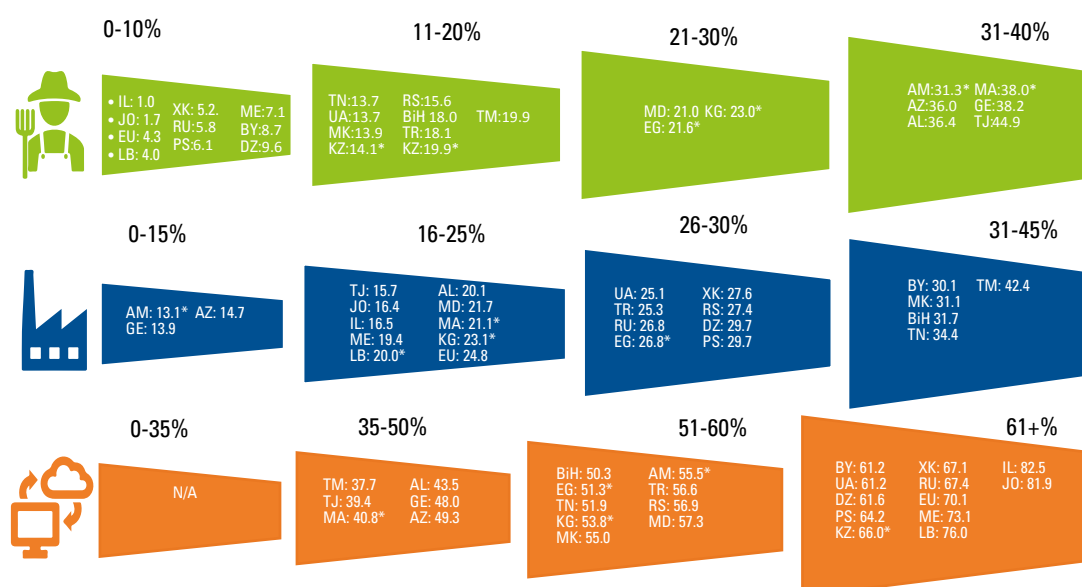 0-10%
11-20%
21-30%
31-40%
• IL: 1.0
• JO: 1.7
• EU: 4.3
• LB: 4.0
XK: 5.2.
RU:5.8
PS:6.1
ME:7.1
BY:8.7
DZ:9.6
TN:13.7
UA:13.7
MK:13.9
KZ:14.1*
RS:15.6
BiH 18.0
TR:18.1
KZ:19.9*
TM:19.9
MD: 21.0 KG: 23.0*
EG: 21.6*
AM:31.3* MA:38.0*
AZ:36.0 GE:38.2
AL:36.4 TJ:44.9
0-15%
16-25%
26-30%
31-45%
AM: 13.1* AZ: 14.7
GE: 13.9
TJ: 15.7
JO: 16.4
IL: 16.5
ME: 19.4
LB: 20.0*
AL: 20.1
MD: 21.7
MA: 21.1*
KG: 23.1*
EU: 24.8
UA: 25.1
TR: 25.3
RU: 26.8
EG: 26.8*
XK: 27.6
RS: 27.4
DZ: 29.7
PS: 29.7
BY: 30.1 TM: 42.4
MK: 31.1
BiH 31.7
TN: 34.4
0-35%
35-50%
51-60%
61+%
N/A
TM: 37.7
TJ: 39.4
MA: 40.8*
AL: 43.5
GE: 48.0
AZ: 49.3
BiH: 50.3
EG: 51.3*
TN: 51.9
KG: 53.8*
MK: 55.0
AM: 55.5*
TR: 56.6
RS: 56.9
MD: 57.3
BY: 61.2
UA: 61.2
DZ: 61.6
PS: 64.2
KZ: 66.0*
XK: 67.1
RU: 67.4
EU: 70.1
ME: 73.1
LB: 76.0
IL: 82.5
JO: 81.9